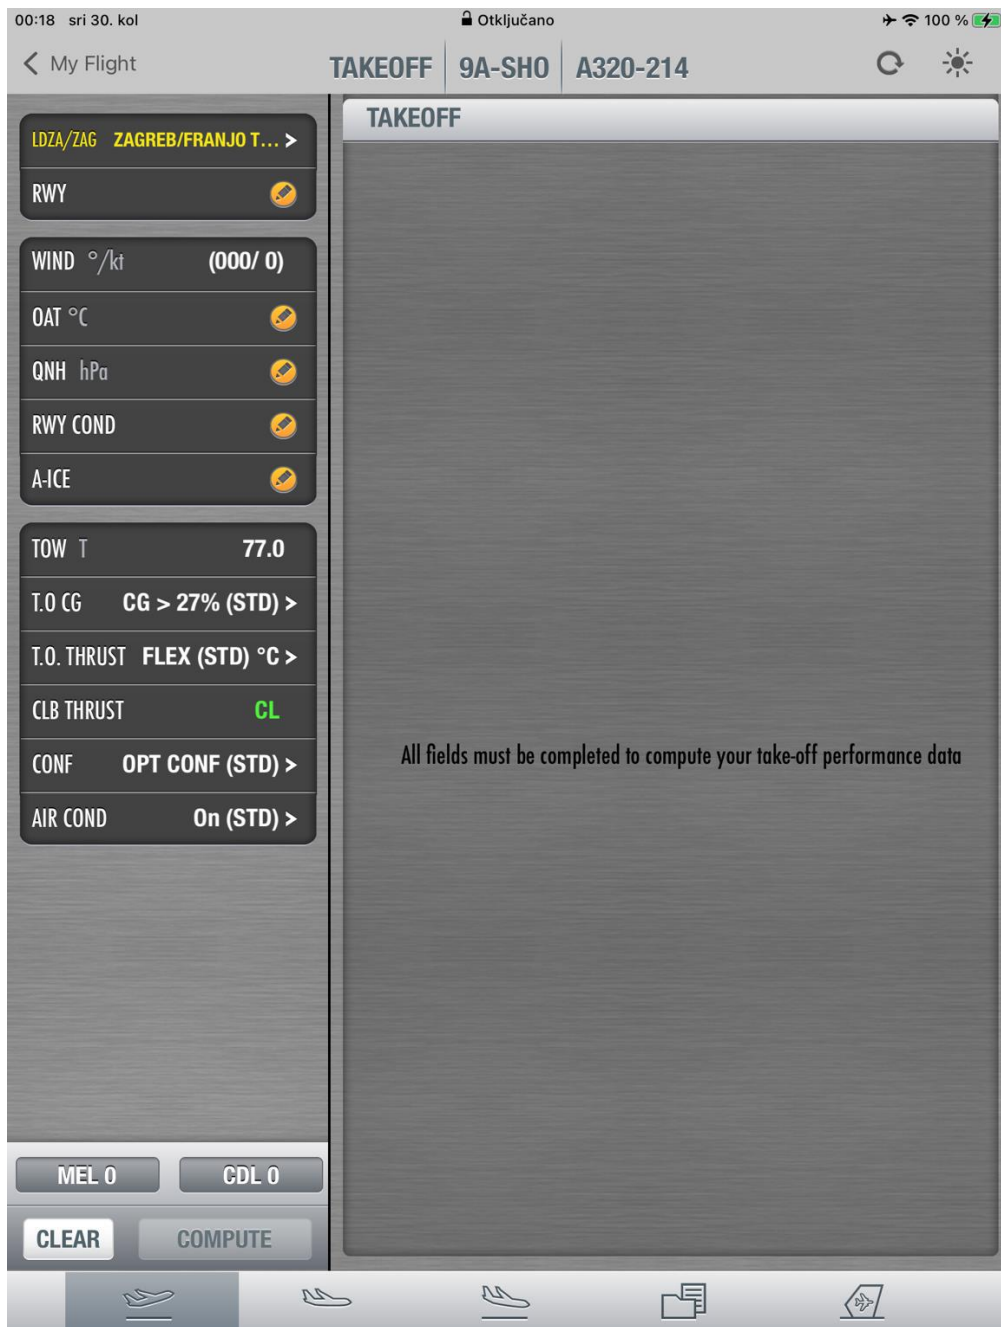 00:18 sri 30. kol Otključano 100 %
My Flight TAKEOFF 9A-SHO A320-214
TAKEOFF
LDZA/ZAG ZAGREB/FRANJO T... >
RWY
WIND °/kt (000/ 0)
OAT °C
QNH hPa
RWY COND
A-ICE
TOW T 77.0
T.O CG CG > 27% (STD) >
T.O. THRUST FLEX (STD) °C >
CLB THRUST CL
CONF OPT CONF (STD) >
AIR COND On (STD) >
All fields must be completed to compute your take-off performance data
MEL 0 CDL 0
CLEAR COMPUTE